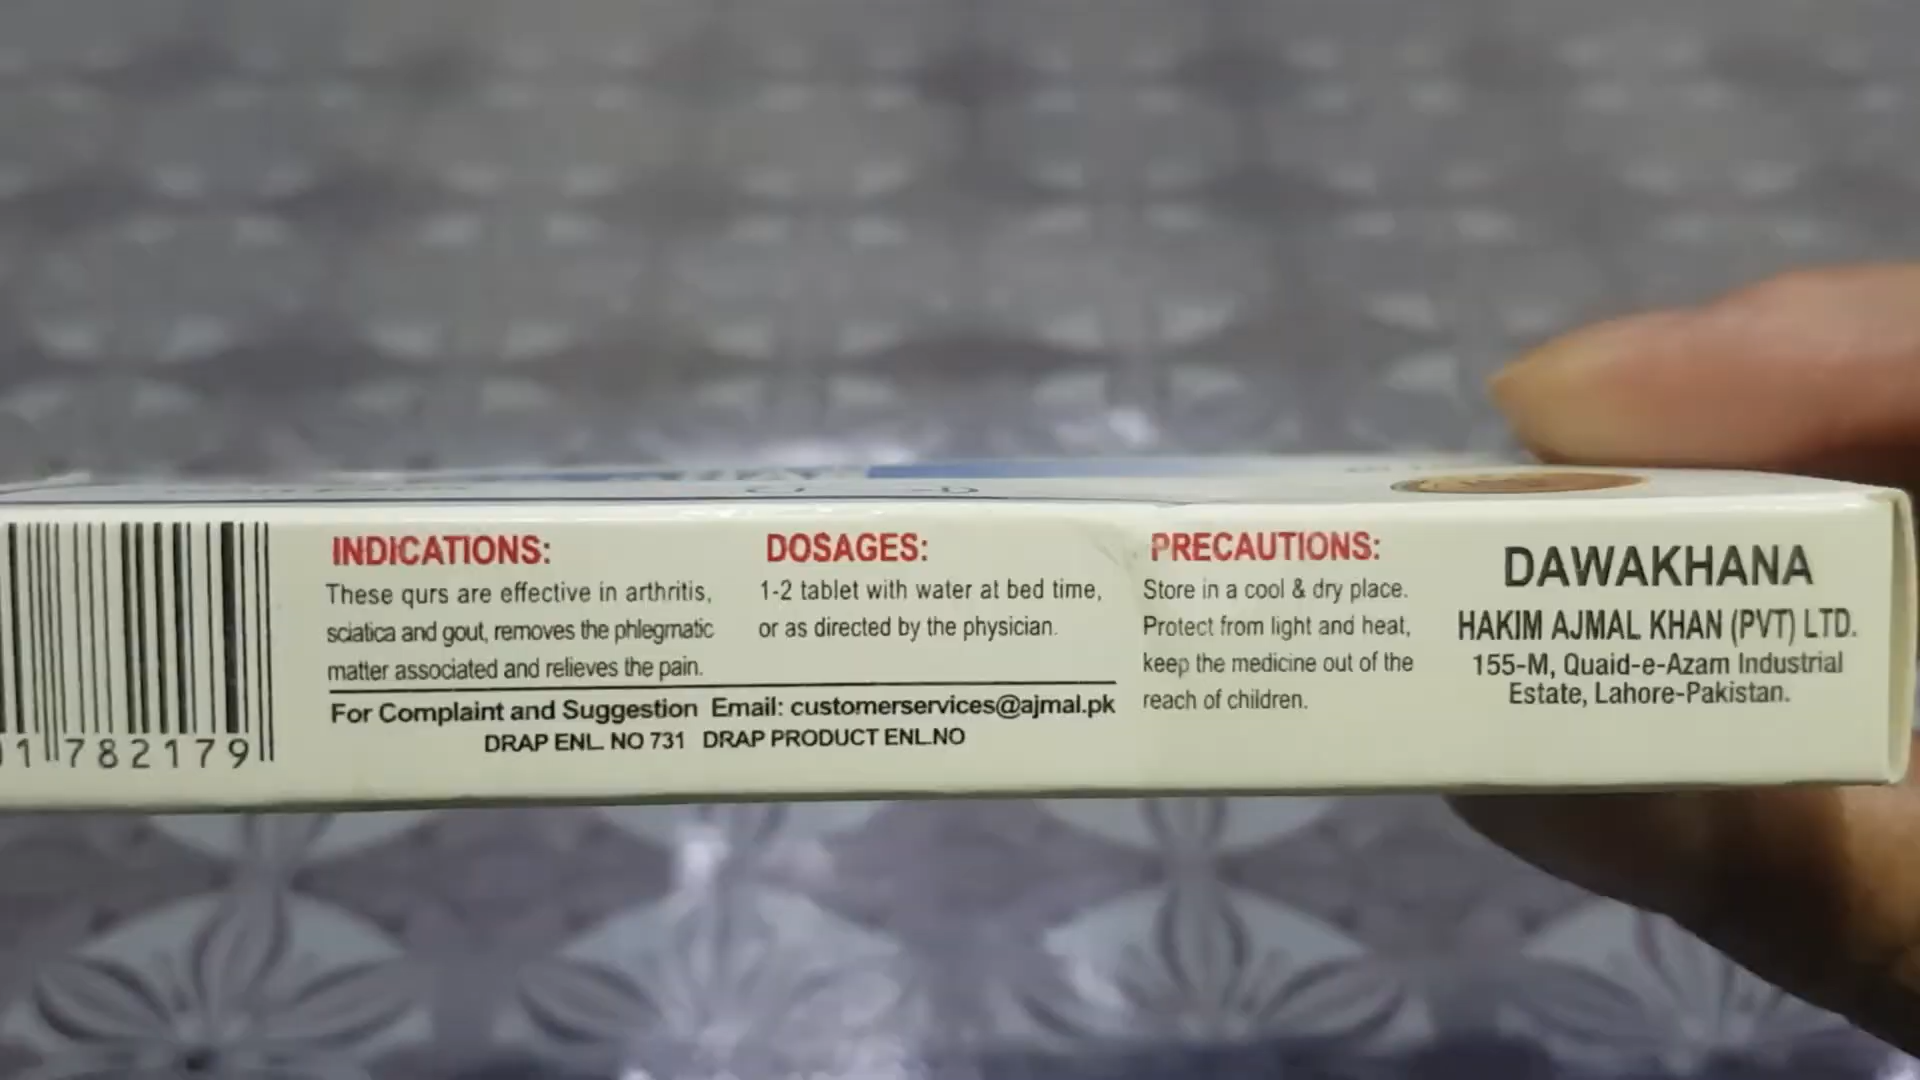 1 782179
INDICATIONS:
These qurs are effective in arthritis,
sciatica and gout, removes the phlegmatic
matter associated and relieves the pain.
DOSAGES:
1-2 tablet with water at bed time,
or as directed by the physician.
For Complaint and Suggestion Email: customerservices@ajmal.pk
DRAP ENL. NO 731 DRAP PRODUCT ENL.NO
PRECAUTIONS:
Store in a cool & dry place.
Protect from light and heat,
keep the medicine out of the
reach of children.
DAWAKHANA
HAKIM AJMAL KHAN (PVT) LTD.
155-M, Quaid-e-Azam Industrial
Estate, Lahore-Pakistan.